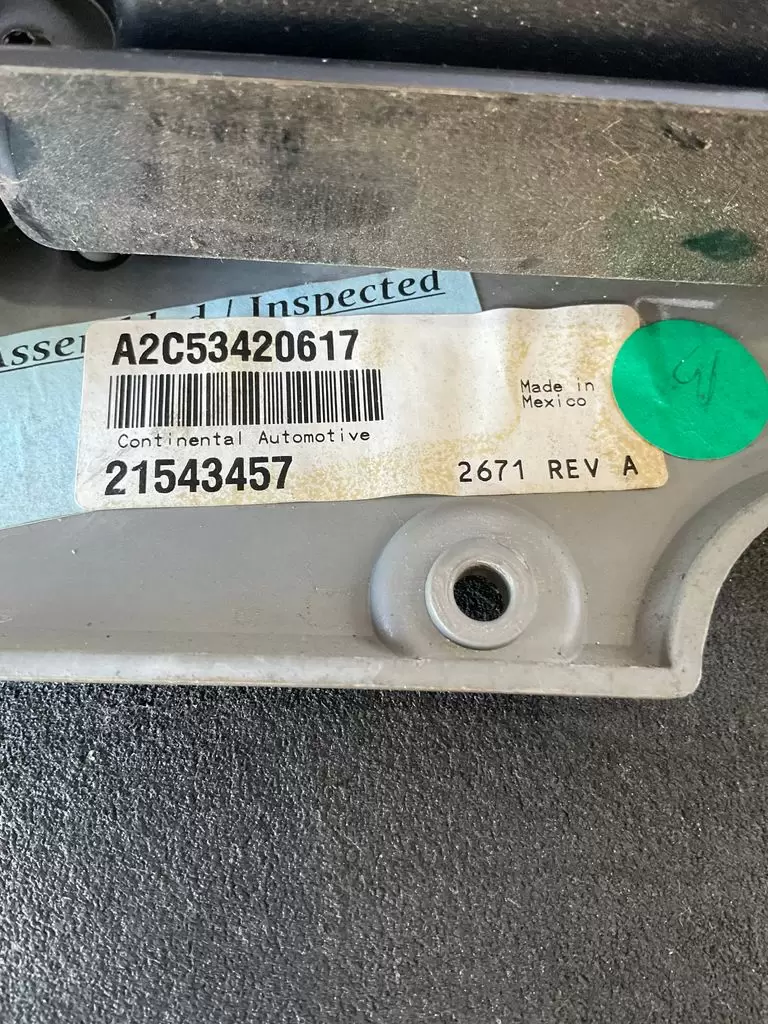 / Inspected
A2C53420617
Made in
Mexico
Continental Automotive
21543457
2671 REV A